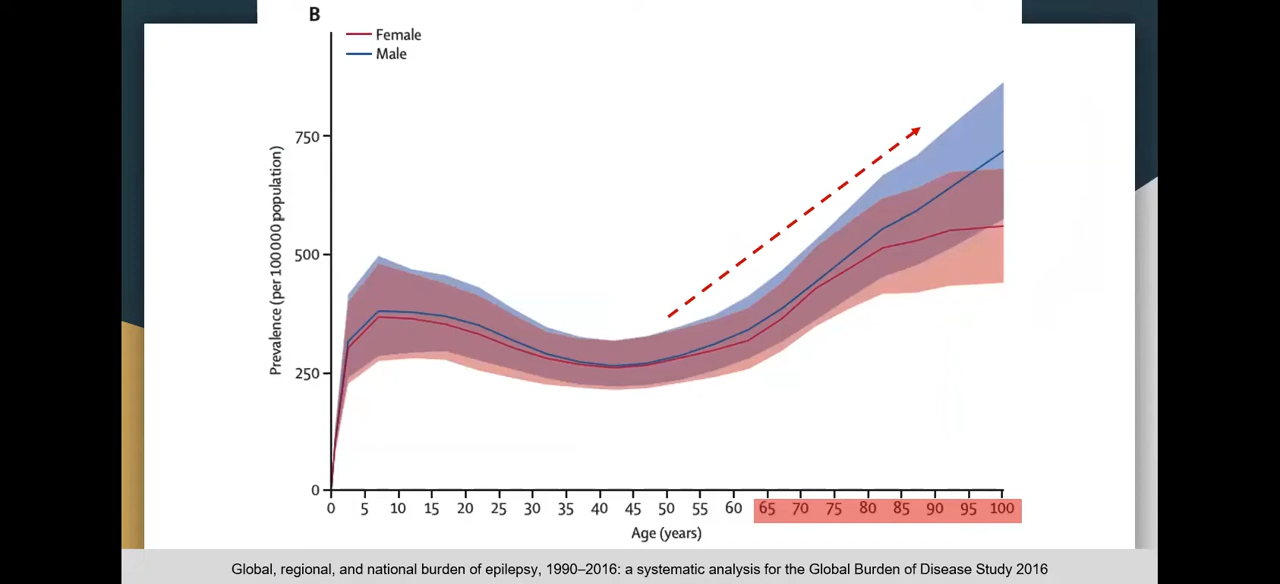 B
Female
Male
Prevalence (per 100 000 population)
750
500
250
0
0 5 10 15 20 25 30 35 40 45 50 55 60 65 70 75 80 85 90 95 100
Age (years)
Global, regional, and national burden of epilepsy, 1990–2016: a systematic analysis for the Global Burden of Disease Study 2016